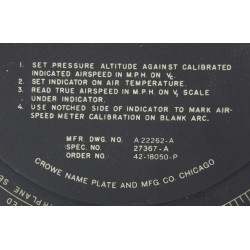 1. SET PRESSURE ALTITUDE AGAINST CALIBRATED
INDICATED AIRSPEED IN M.P.H ON Vc.
2. SET INDICATOR ON AIR TEMPERATURE.
3. READ TRUE AIRSPEED IN M.P.H ON Vt SCALE
UNDER INDICATOR.
4. USE NOTCHED SIDE OF INDICATOR TO MARK AIR-
SPEED METER CALIBRATION ON BLANK ARC.
MFR. DWG. NO. A 22262-A
SPEC. NO. 27367-A
ORDER NO 42-18050-P
CROWE NAME PLATE AND MFG. CO. CHICAGO